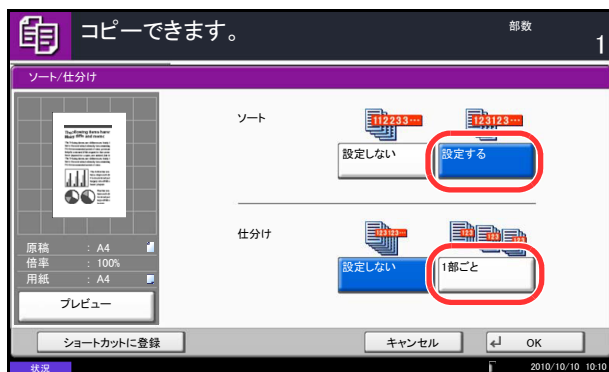 コピーできます。
部数
1
ソート/仕分け
ソート
112233…
123123…
設定しない
設定する
仕分け
123123…
123
123
123
設定しない
1部ごと
原稿 : A4
倍率 : 100%
用紙 : A4
プレビュー
ショートカットに登録
キャンセル
OK
状況
2010/10/10 10:10